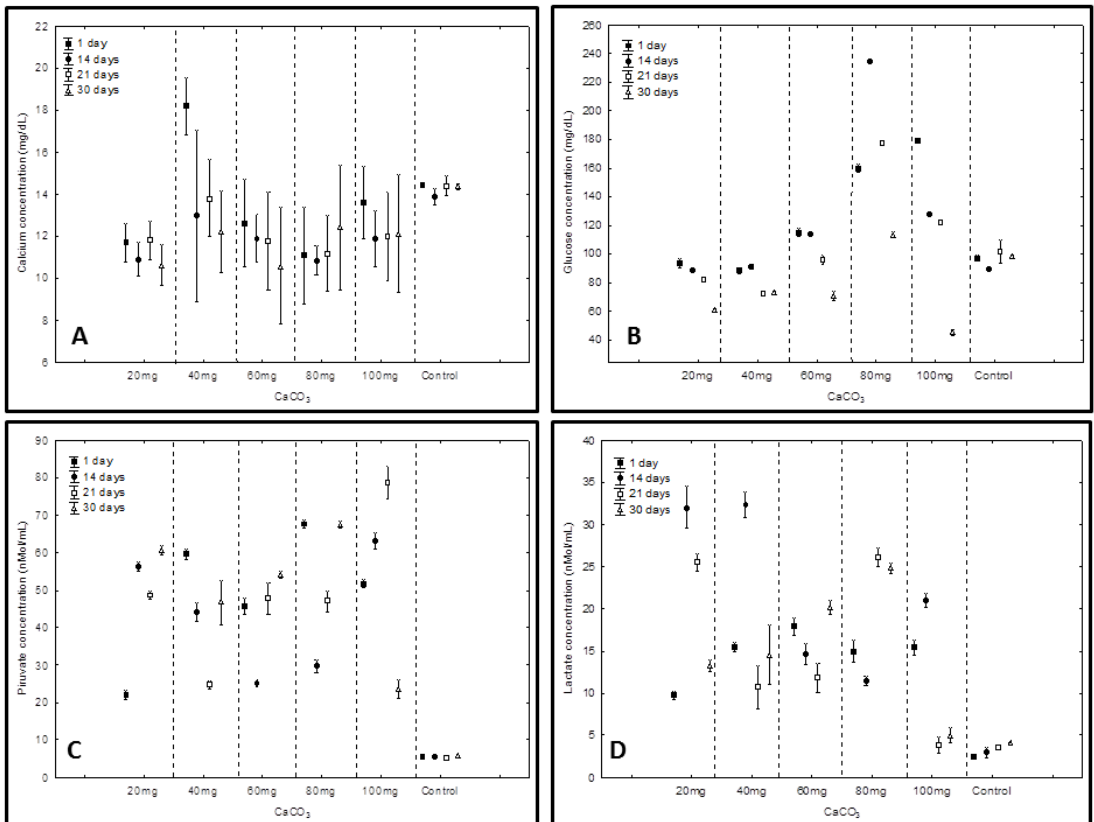 22
20
18
16
14
12
10
8
6
Calcium concentration (mg/dL)
1 day
14 days
21 days
30 days
A
20mg 40mg 60mg 80mg 100mg Control
CaCO3
260
240
220
200
180
160
140
120
100
80
60
40
Glucose concentration (mg/dL)
1 day
14 days
21 days
30 days
B
20mg 40mg 60mg 80mg 100mg Control
CaCO3
90
80
70
60
50
40
30
20
10
0
Piruvate concentration (nMol/mL)
1 day
14 days
21 days
30 days
C
20mg 40mg 60mg 80mg 100mg Control
CaCO3
40
35
30
25
20
15
10
5
0
Lactate concentration (nMol/mL)
1 day
14 days
21 days
30 days
D
20mg 40mg 60mg 80mg 100mg Control
CaCO3